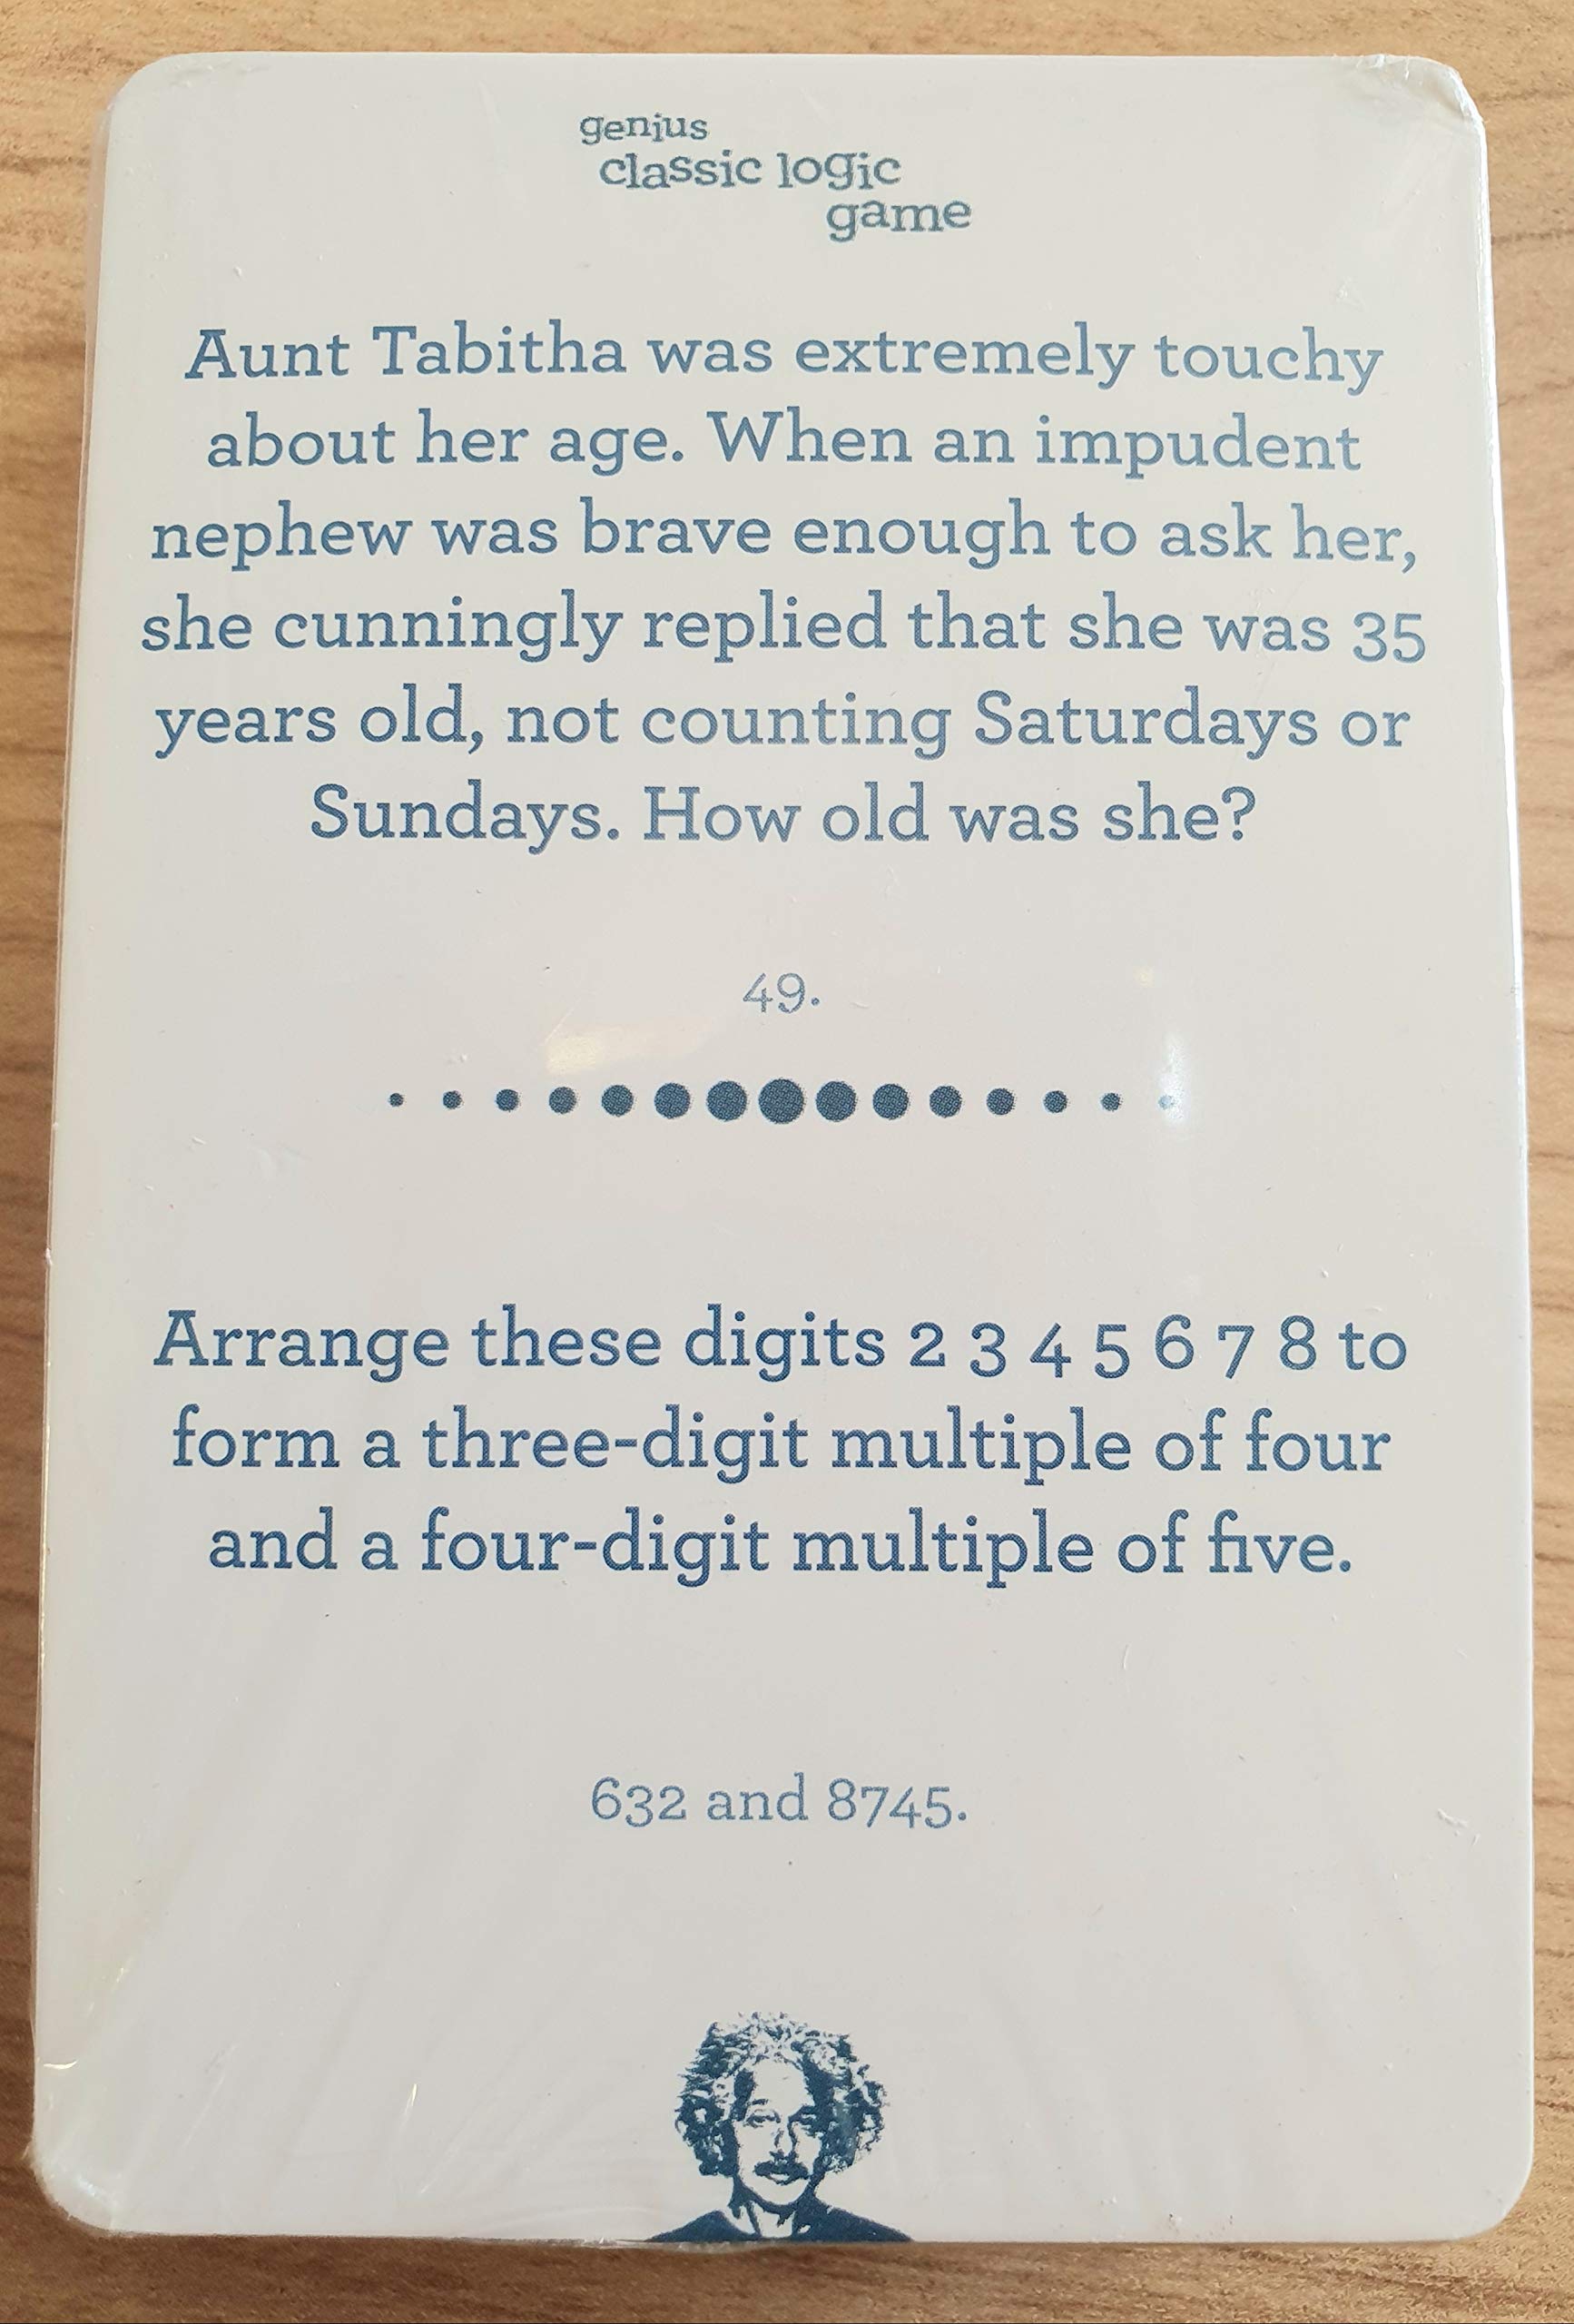 genius
classic logic
game
Aunt Tabitha was extremely touchy
about her age. When an impudent
nephew was brave enough to ask her,
she cunningly replied that she was 35
years old, not counting Saturdays or
Sundays. How old was she?
49.
Arrange these digits 2 3 4 5 6 7 8 to
form a three-digit multiple of four
and a four-digit multiple of five.
632 and 8745.